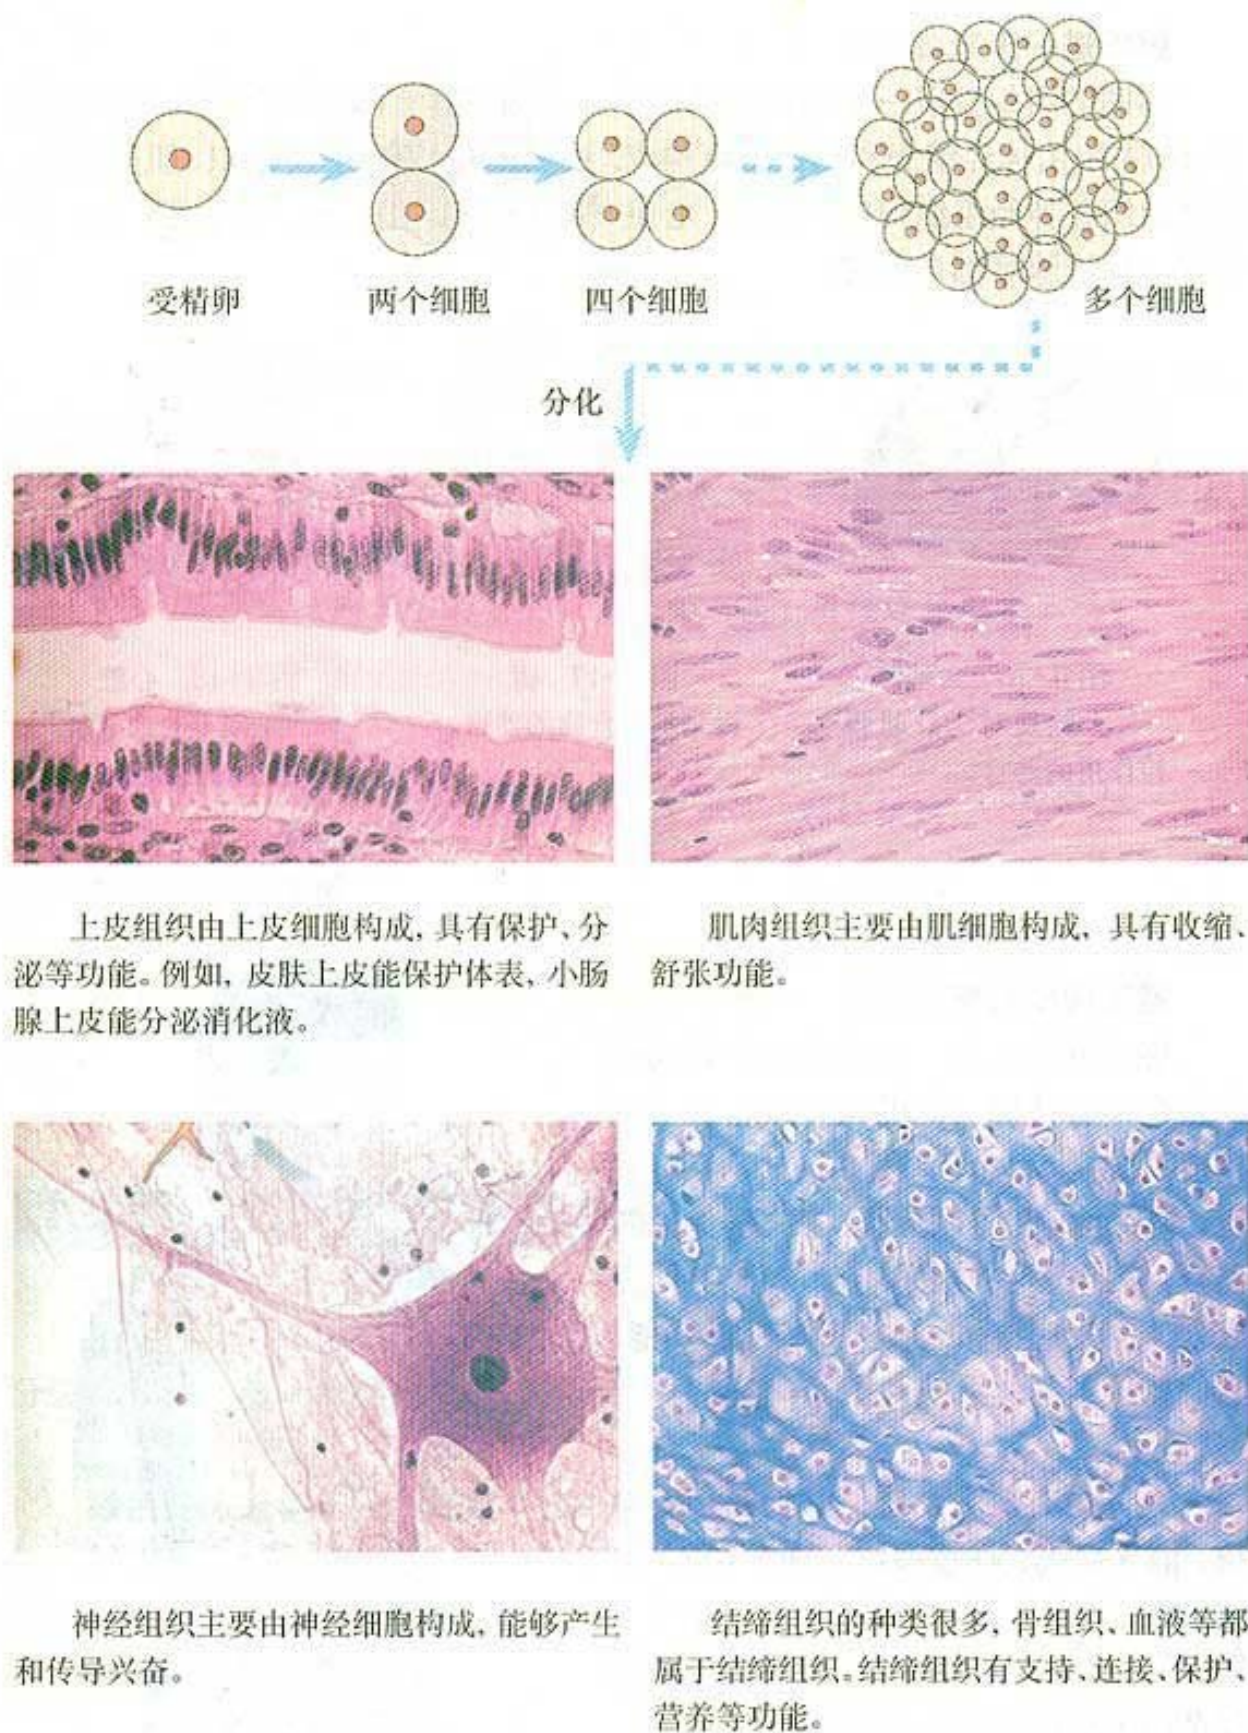 受精卵
两个细胞
四个细胞
多个细胞
分化
上皮组织由上皮细胞构成,具有保护、分
泌等功能。例如,皮肤上皮能保护体表,小肠
腺上皮能分泌消化液。
肌肉组织主要由肌细胞构成,具有收缩、
舒张功能。
神经组织主要由神经细胞构成,能够产生
和传导兴奋。
结缔组织的种类很多,骨组织、血液等都
属于结缔组织。结缔组织有支持、连接、保护、
营养等功能。